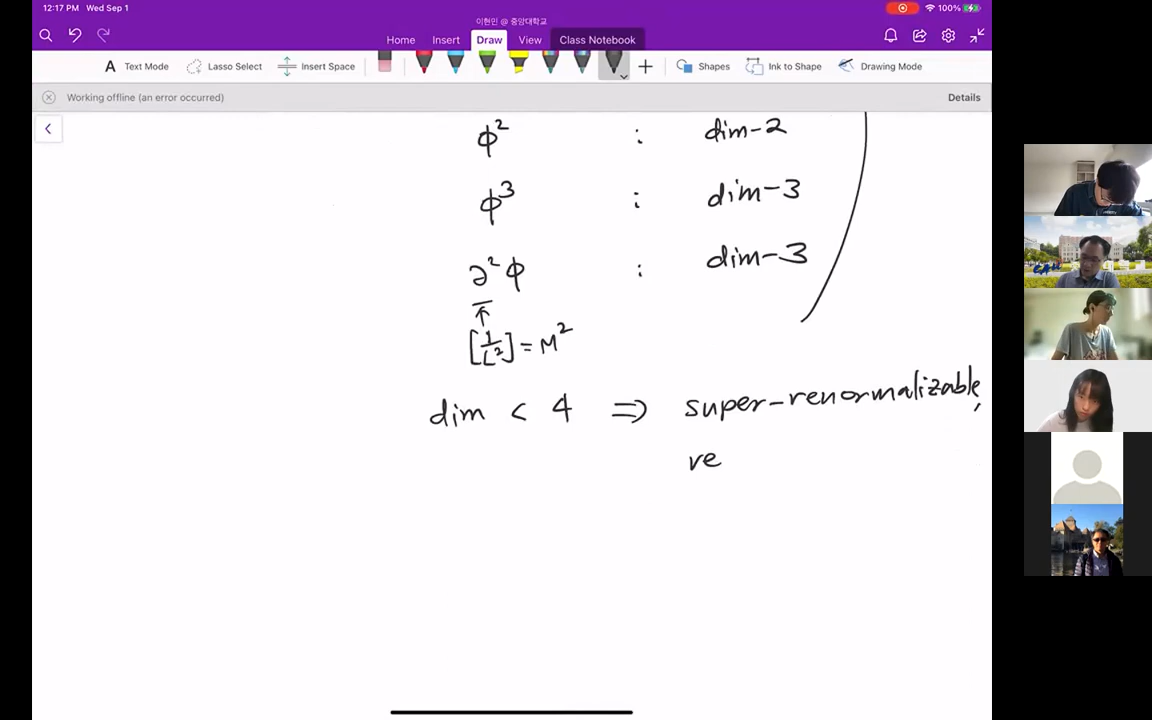 12:17 PM Wed Sep 1
100%
이현민 @ 중앙대학교
Home Insert Draw View Class Notebook
Text Mode Lasso Select Insert Space Shapes Ink to Shape Drawing Mode
Working offline (an error occurred) Details
ϕ² : dim-2
ϕ³ : dim-3
∂²ϕ : dim-3
↑
[1/L²] = M²
dim < 4 ⇒ super-renormalizable,
re